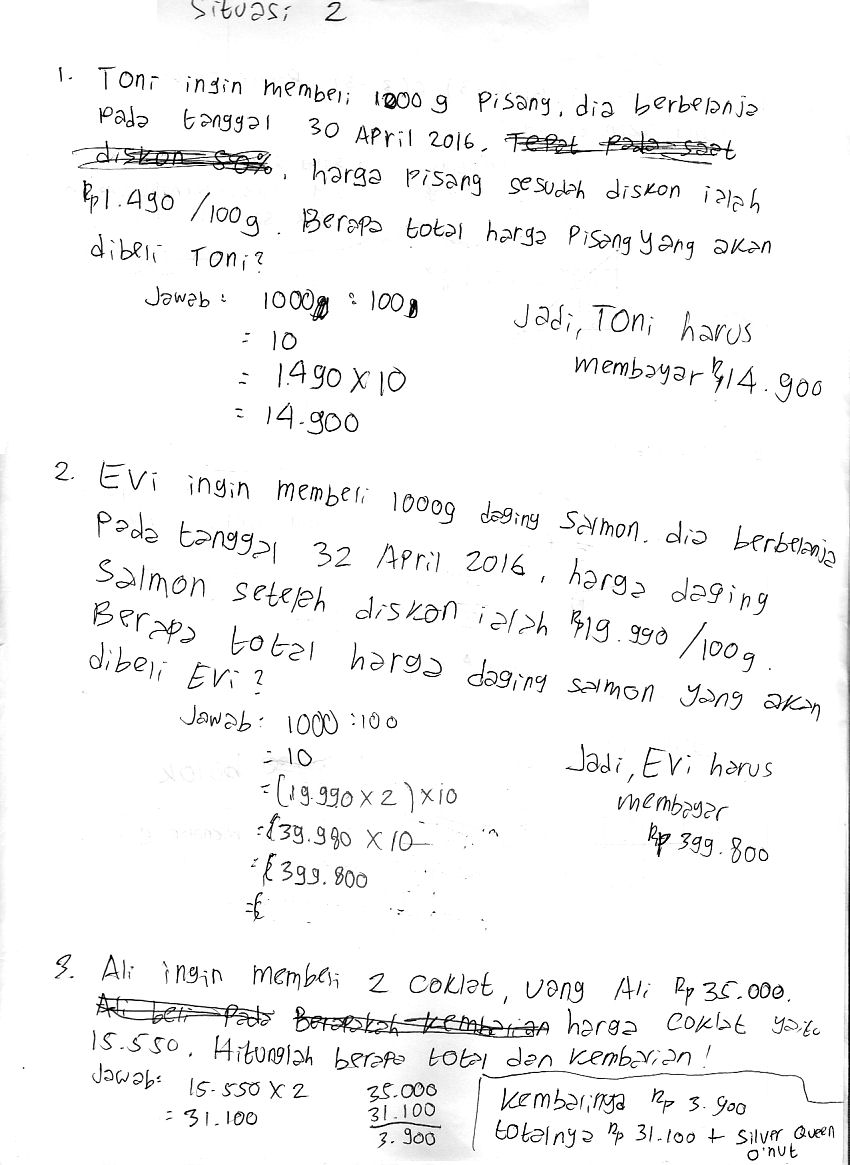 Situasi 2
1. Toni ingin membeli 1000 g Pisang, dia berbelanja
Pada tanggal 30 April 2016. Tepat pada saat
diskon 50%, harga Pisang sesudah diskon ialah
Rp1.490 /100g. Berapa total harga Pisang yang akan
dibeli Toni?
Jawab : 1000g : 100g
= 10
= 1.490 X 10
= 14.900
Jadi, Toni harus
membayar Rp14.900
2. Evi ingin membeli 1000g daging Salmon. dia berbelanja
Pada tanggal 32 April 2016, harga daging
Salmon setelah diskon ialah Rp19.990 /100g.
Berapa total harga daging salmon yang akan
dibeli Evi?
Jawab : 1000 : 100
= 10
= (19.990 X 2) X 10
= (39.980 X 10
= ( 399.800
= (
Jadi, Evi harus
membayar
Rp 399.800
3. Ali ingin membeli 2 Coklat, uang Ali Rp 35.000.
Ali beli Pada Berapakah kembarian harga coklat yaitu
15.550. Hitunglah berapa total dan kembarian!
Jawab: 15.550 X 2
= 31.100
35.000
31.100
3.900
Kembarinya Rp 3.900
totalnya Rp 31.100 + Silver Queen
O'nut